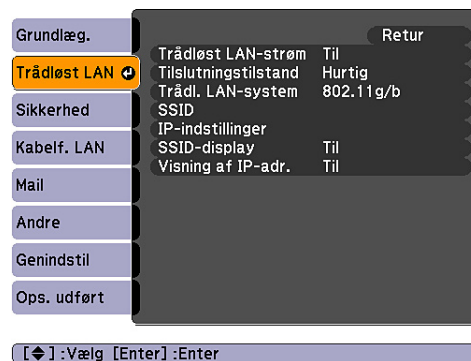 Grundlæg.
Trådløst LAN
Sikkerhed
Kabelf. LAN
Mail
Andre
Genindstil
Ops. udført
Retur
Trådløst LAN-strøm Til
Tilslutningstilstand Hurtig
Trådl. LAN-system 802.11g/b
SSID
IP-indstillinger
SSID-display Til
Visning af IP-adr. Til
[◆] :Vælg [Enter] :Enter